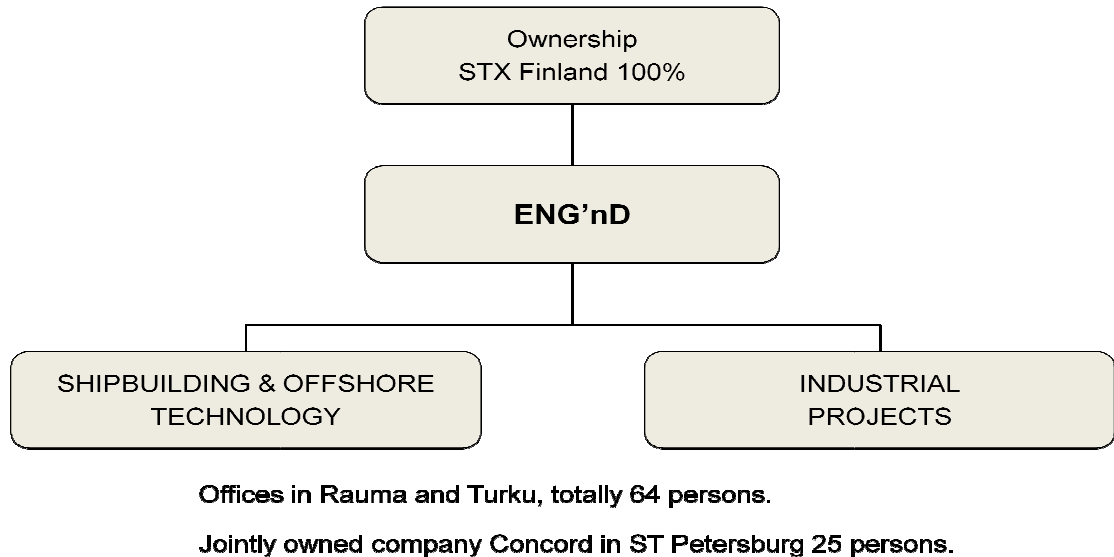 Ownership
STX Finland 100%
ENG'nD
SHIPBUILDING & OFFSHORE
TECHNOLOGY
INDUSTRIAL
PROJECTS
Offices in Rauma and Turku, totally 64 persons.
Jointly owned company Concord in ST Petersburg 25 persons.